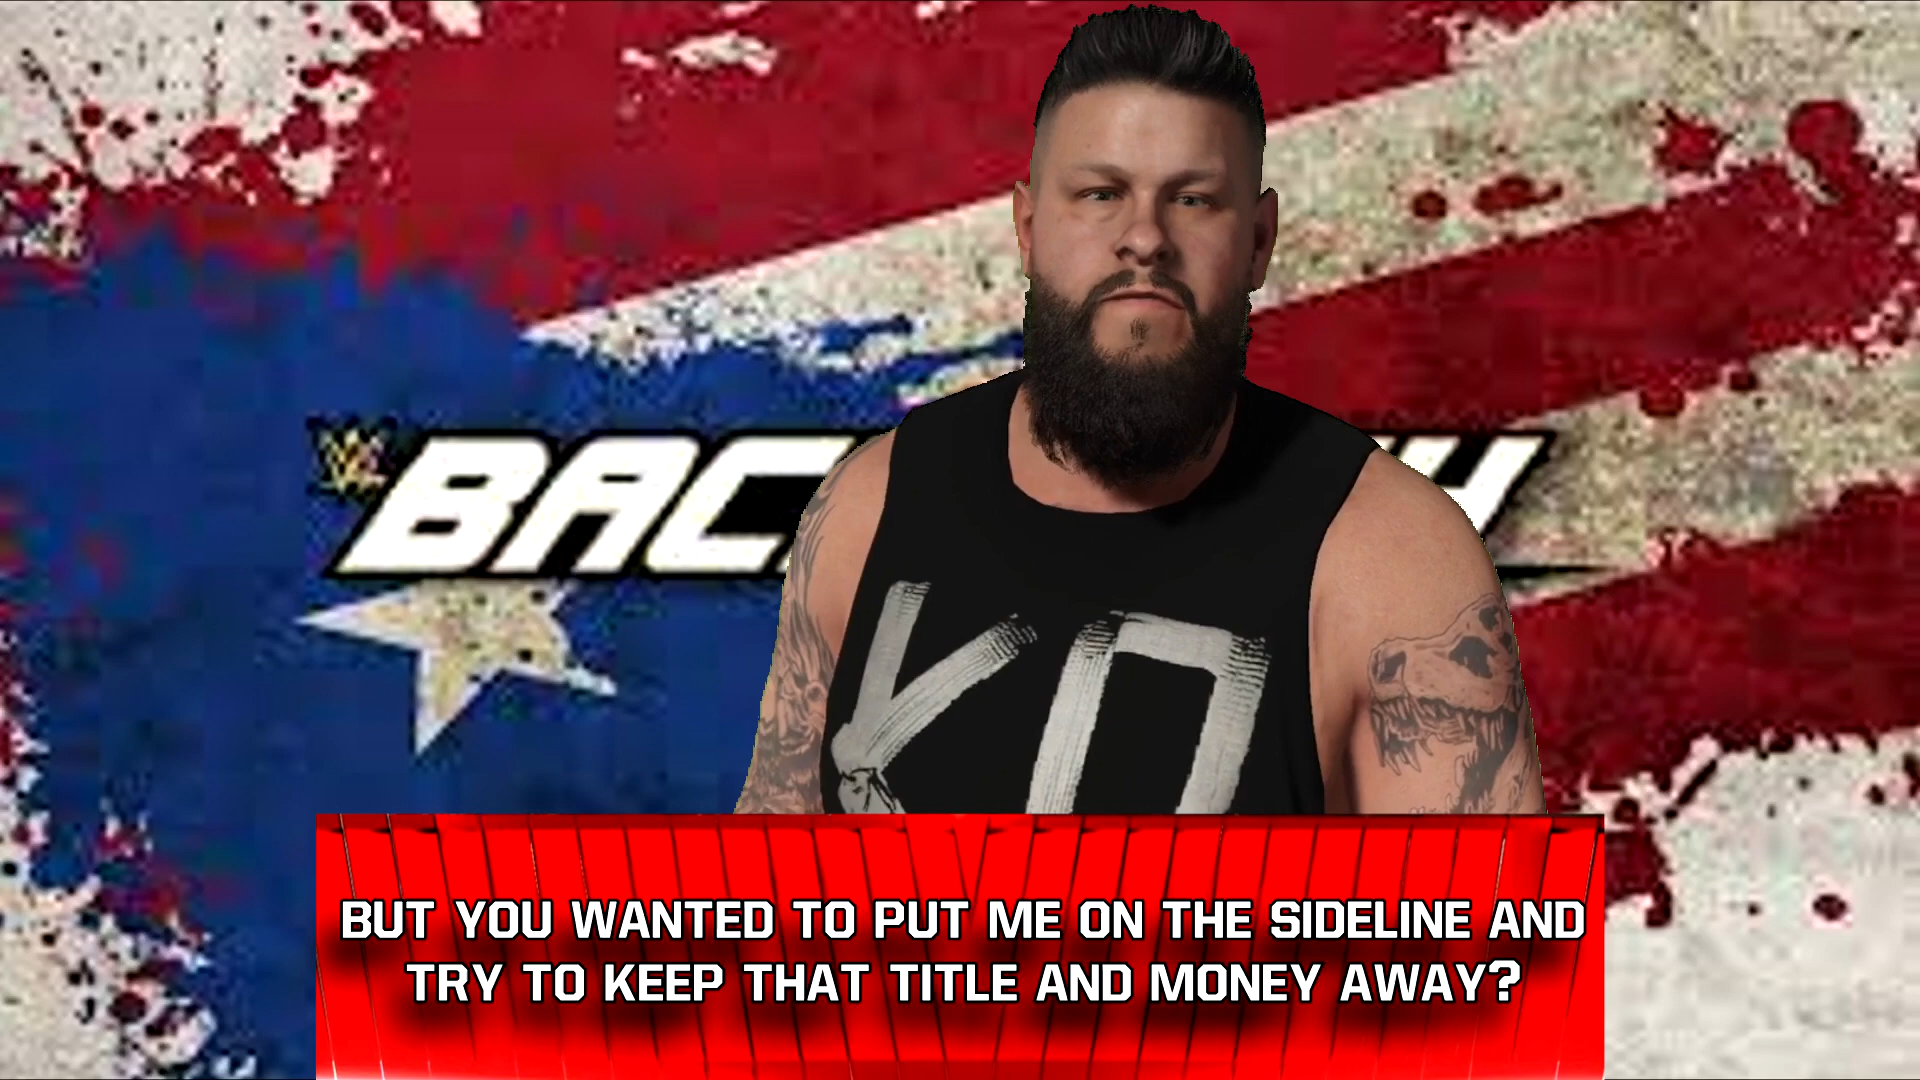 BAC
KO
BUT YOU WANTED TO PUT ME ON THE SIDELINE AND
TRY TO KEEP THAT TITLE AND MONEY AWAY?